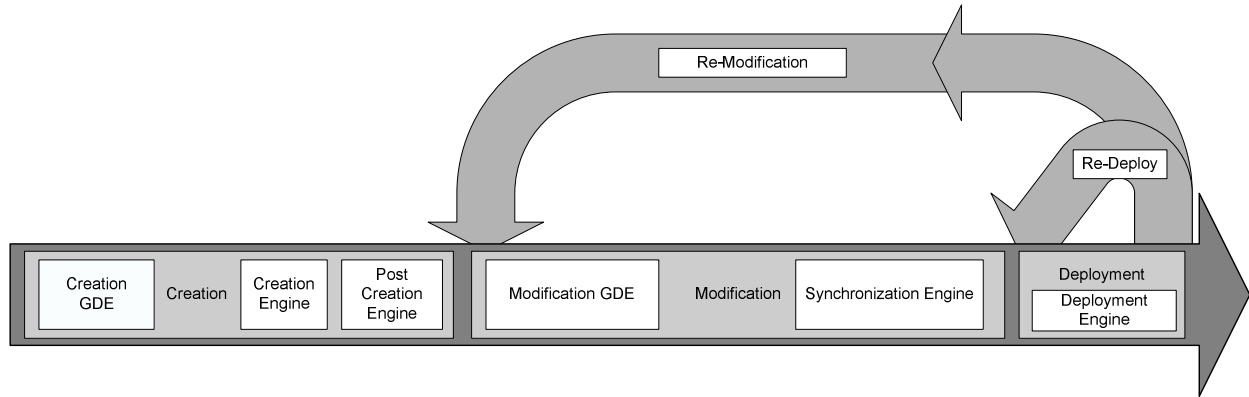 Re-Modification
Re-Deploy
Creation
GDE
Creation
Creation
Engine
Post
Creation
Engine
Modification GDE
Modification
Synchronization Engine
Deployment
Deployment
Engine